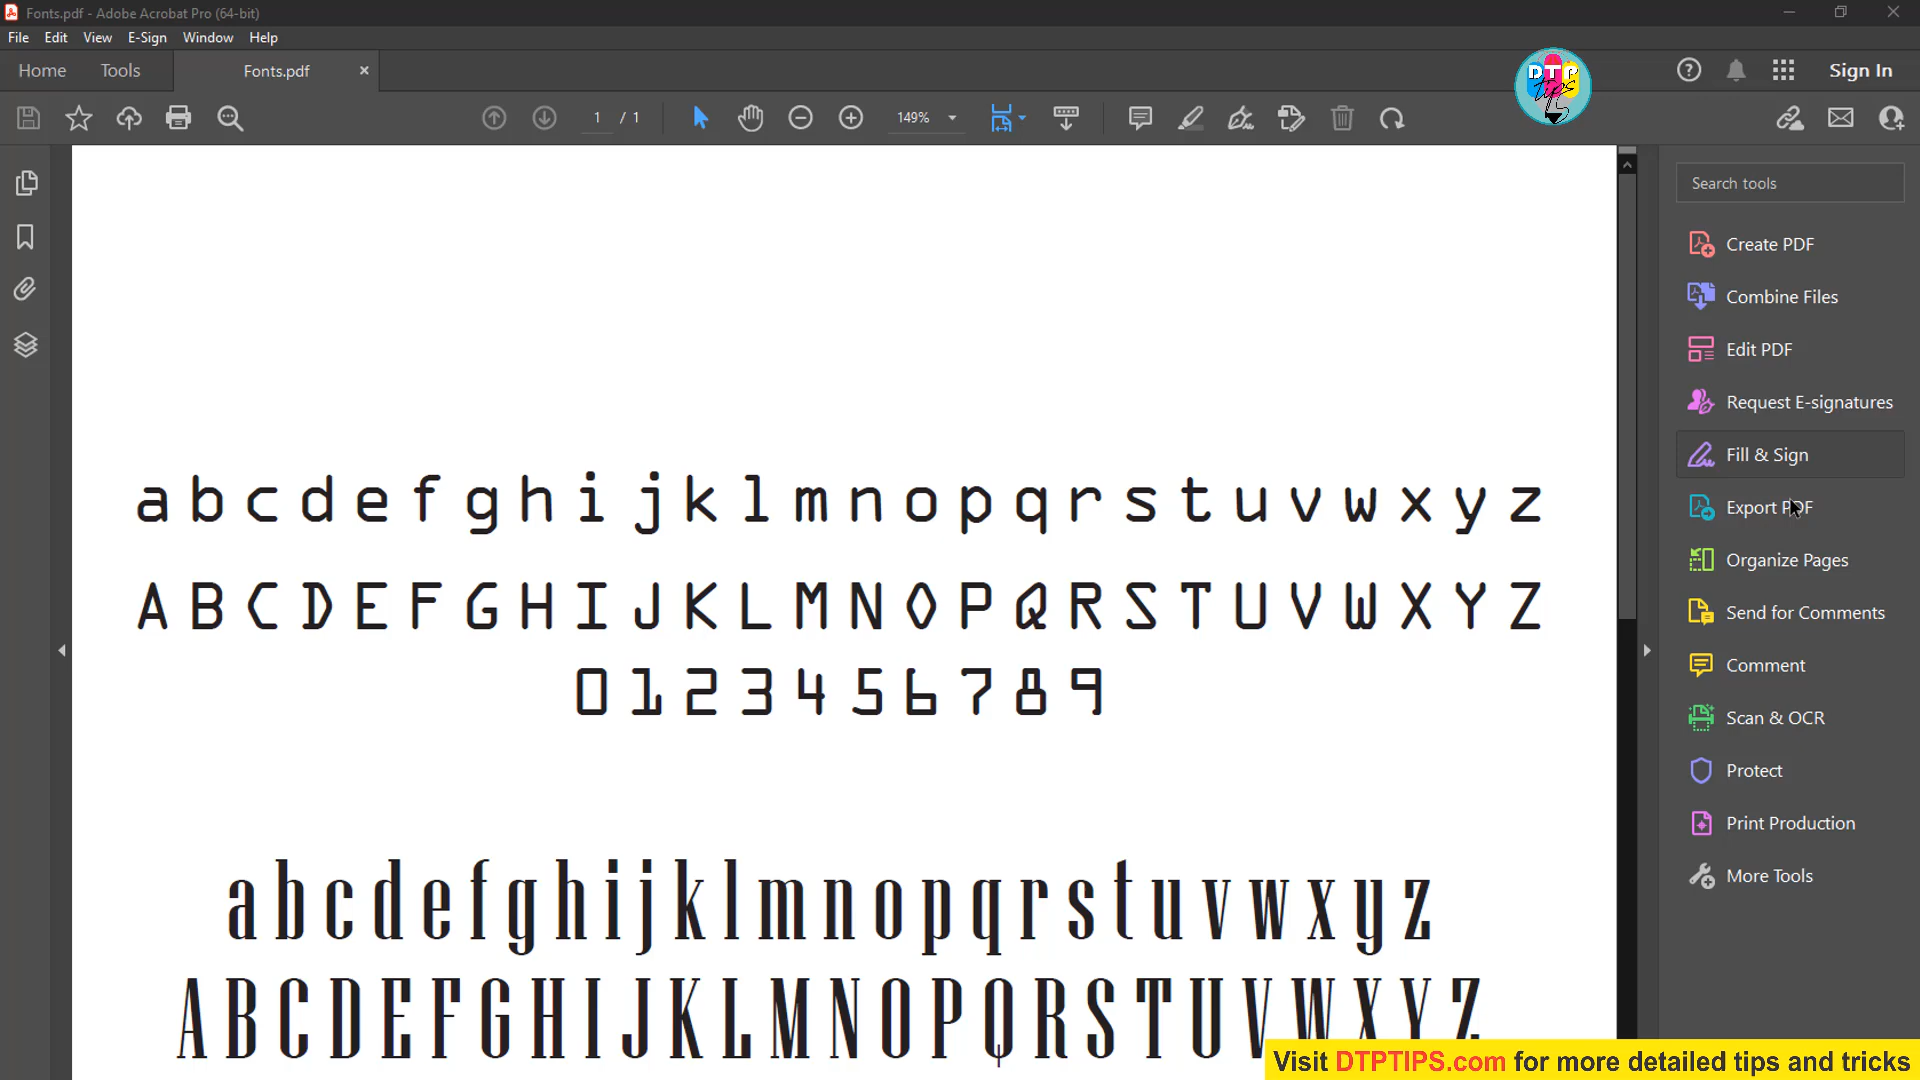 Fonts.pdf - Adobe Acrobat Pro (64-bit)
File Edit View E-Sign Window Help
Home Tools Fonts.pdf × DTP tips Sign In
1 / 1 149%
Search tools
Create PDF
Combine Files
Edit PDF
Request E-signatures
Fill & Sign
Export PDF
Organize Pages
Send for Comments
Comment
Scan & OCR
Protect
Print Production
More Tools
a b c d e f g h i j k l m n o p q r s t u v w x y z
A B C D E F G H I J K L M N O P Q R S T U V W X Y Z
0 1 2 3 4 5 6 7 8 9
a b c d e f g h i j k l m n o p q r s t u v w x y z
A B C D E F G H I J K L M N O P Q R S T U V W X Y Z
Visit DTPTIPS.com for more detailed tips and tricks